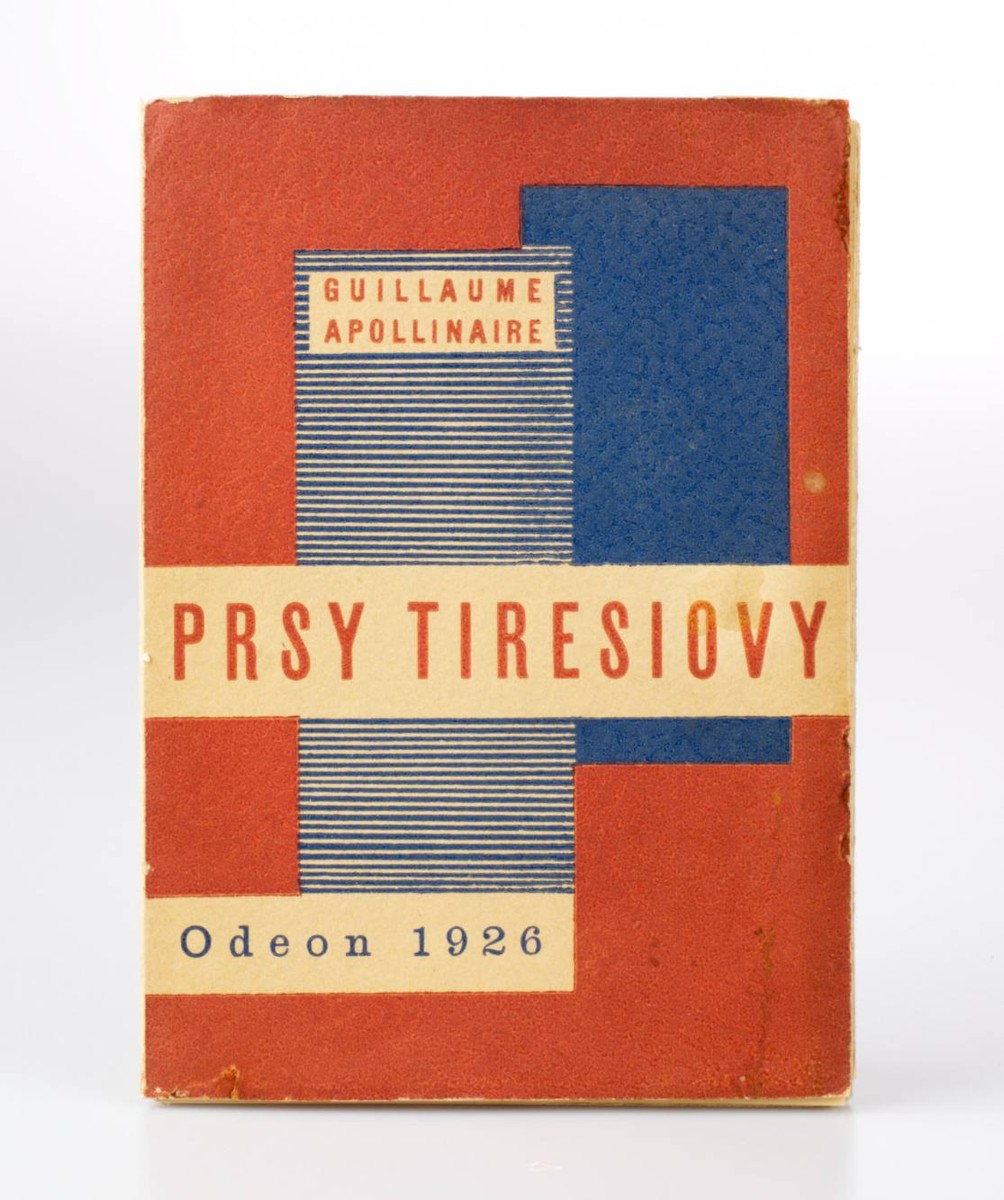 GUILLAUME
APOLLINAIRE
PRSY TIRESIOVY
Odeon 1926